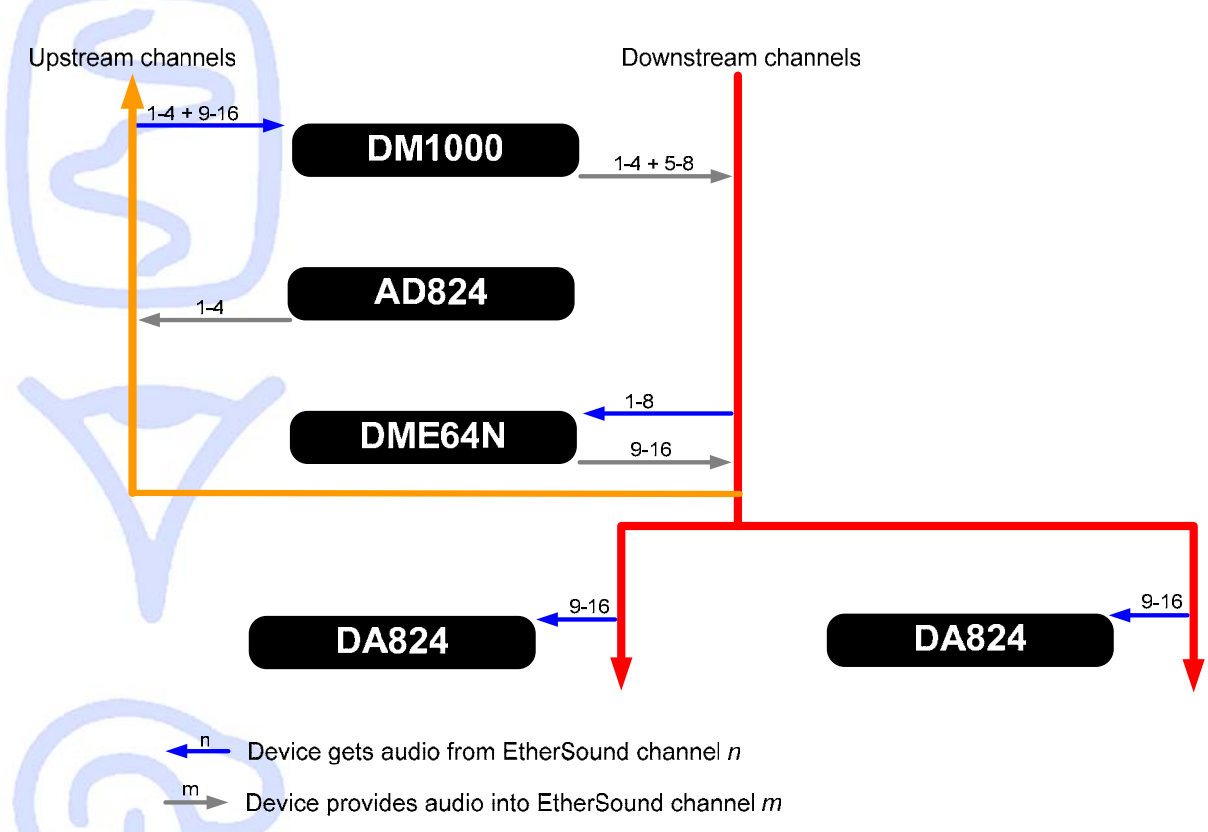 Upstream channels
Downstream channels
1-4 + 9-16
DM1000
1-4 + 5-8
AD824
1-4
1-8
DME64N
9-16
9-16
DA824
9-16
DA824
n
Device gets audio from EtherSound channel n
m
Device provides audio into EtherSound channel m